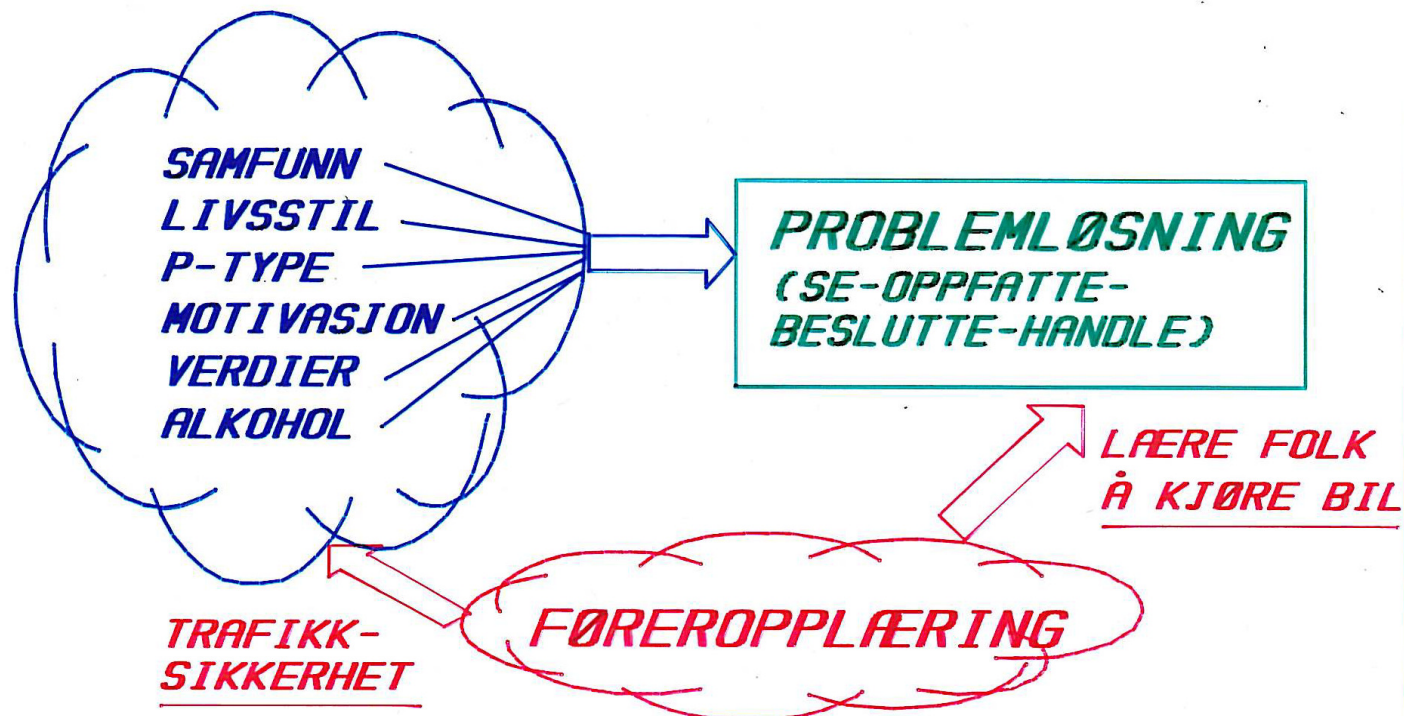 SAMFUNN
LIVSSTIL
P-TYPE
MOTIVASJON
VERDIER
ALKOHOL
PROBLEMLØSNING
(SE-OPPFATTE-
BESLUTTE-HANDLE)
LÆRE FOLK
Å KJØRE BIL
FØREROPPLÆRING
TRAFIKK-
SIKKERHET